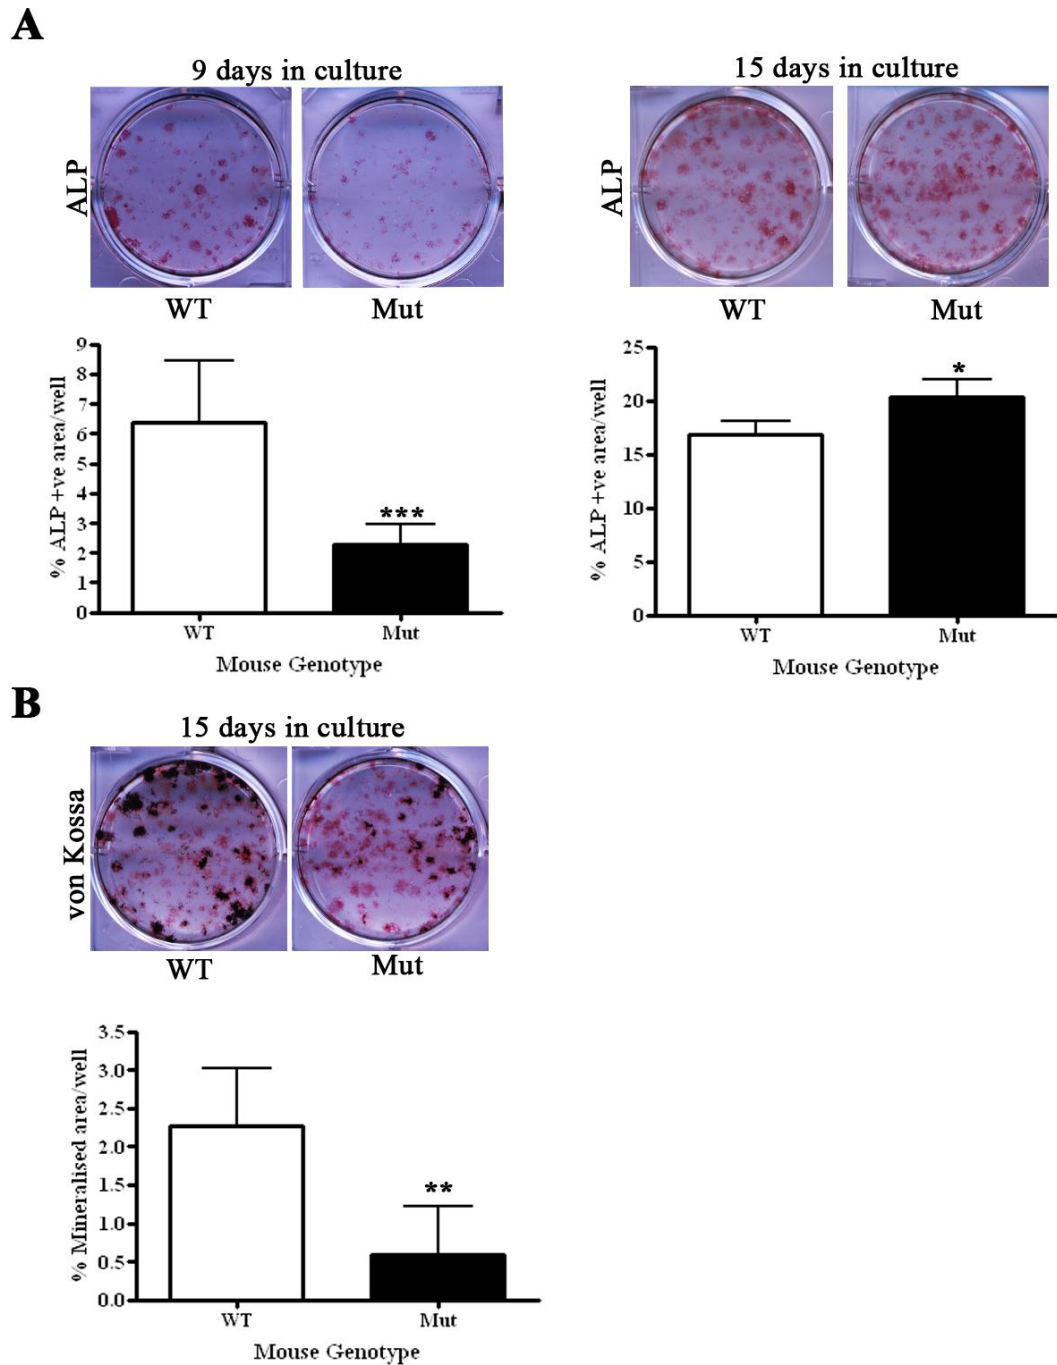 A
9 days in culture
15 days in culture
ALP
ALP
WT
Mut
WT
Mut
% ALP +ve area/well
9
8
7
6
5
4
3
2
1
0
***
WT
Mut
Mouse Genotype
% ALP +ve area/well
25
20
15
10
5
0
*
WT
Mut
Mouse Genotype
B
15 days in culture
von Kossa
WT
Mut
% Mineralised area/well
3.5
3.0
2.5
2.0
1.5
1.0
0.5
0.0
**
WT
Mut
Mouse Genotype